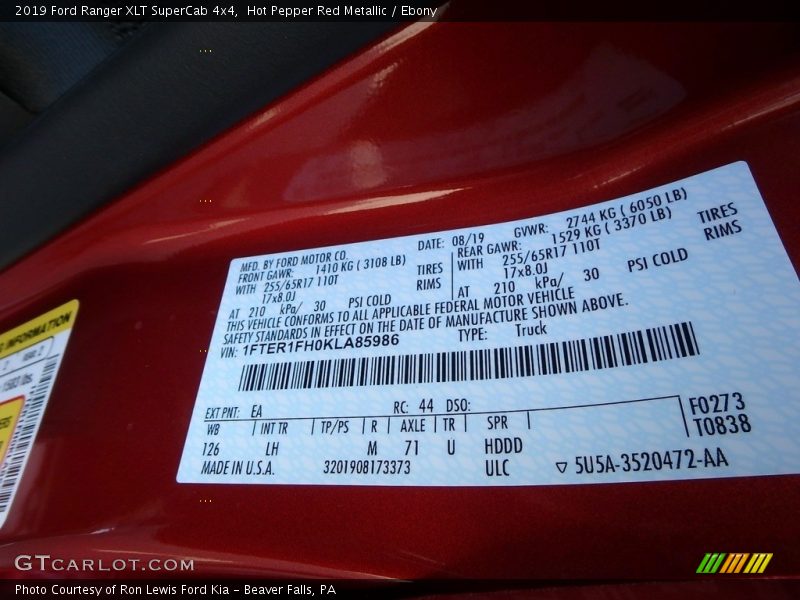 2019 Ford Ranger XLT SuperCab 4x4,  Hot Pepper Red Metallic / Ebony
MFD. BY FORD MOTOR CO. DATE: 08/19 GVWR: 2744 KG ( 6050 LB)
FRONT GAWR: 1410 KG ( 3108 LB) REAR GAWR: 1529 KG ( 3370 LB)
WITH 255/65R17 110T TIRES WITH 255/65R17 110T TIRES
17x8.0J RIMS 17x8.0J RIMS
AT 210 kPa/ 30 PSI COLD AT 210 kPa/ 30 PSI COLD
THIS VEHICLE CONFORMS TO ALL APPLICABLE FEDERAL MOTOR VEHICLE
SAFETY STANDARDS IN EFFECT ON THE DATE OF MANUFACTURE SHOWN ABOVE.
VIN: 1FTER1FH0KLA85986 TYPE: Truck
EXT PNT: EA RC: 44 DSO: F0273
WB INT TR TP/PS R AXLE TR SPR T0838
126 LH M 71 U HDDD
MADE IN U.S.A. 3201908173373 ULC ▽ 5U5A-3520472-AA
INFORMATION
GTCARLOT.COM
Photo Courtesy of Ron Lewis Ford Kia - Beaver Falls, PA